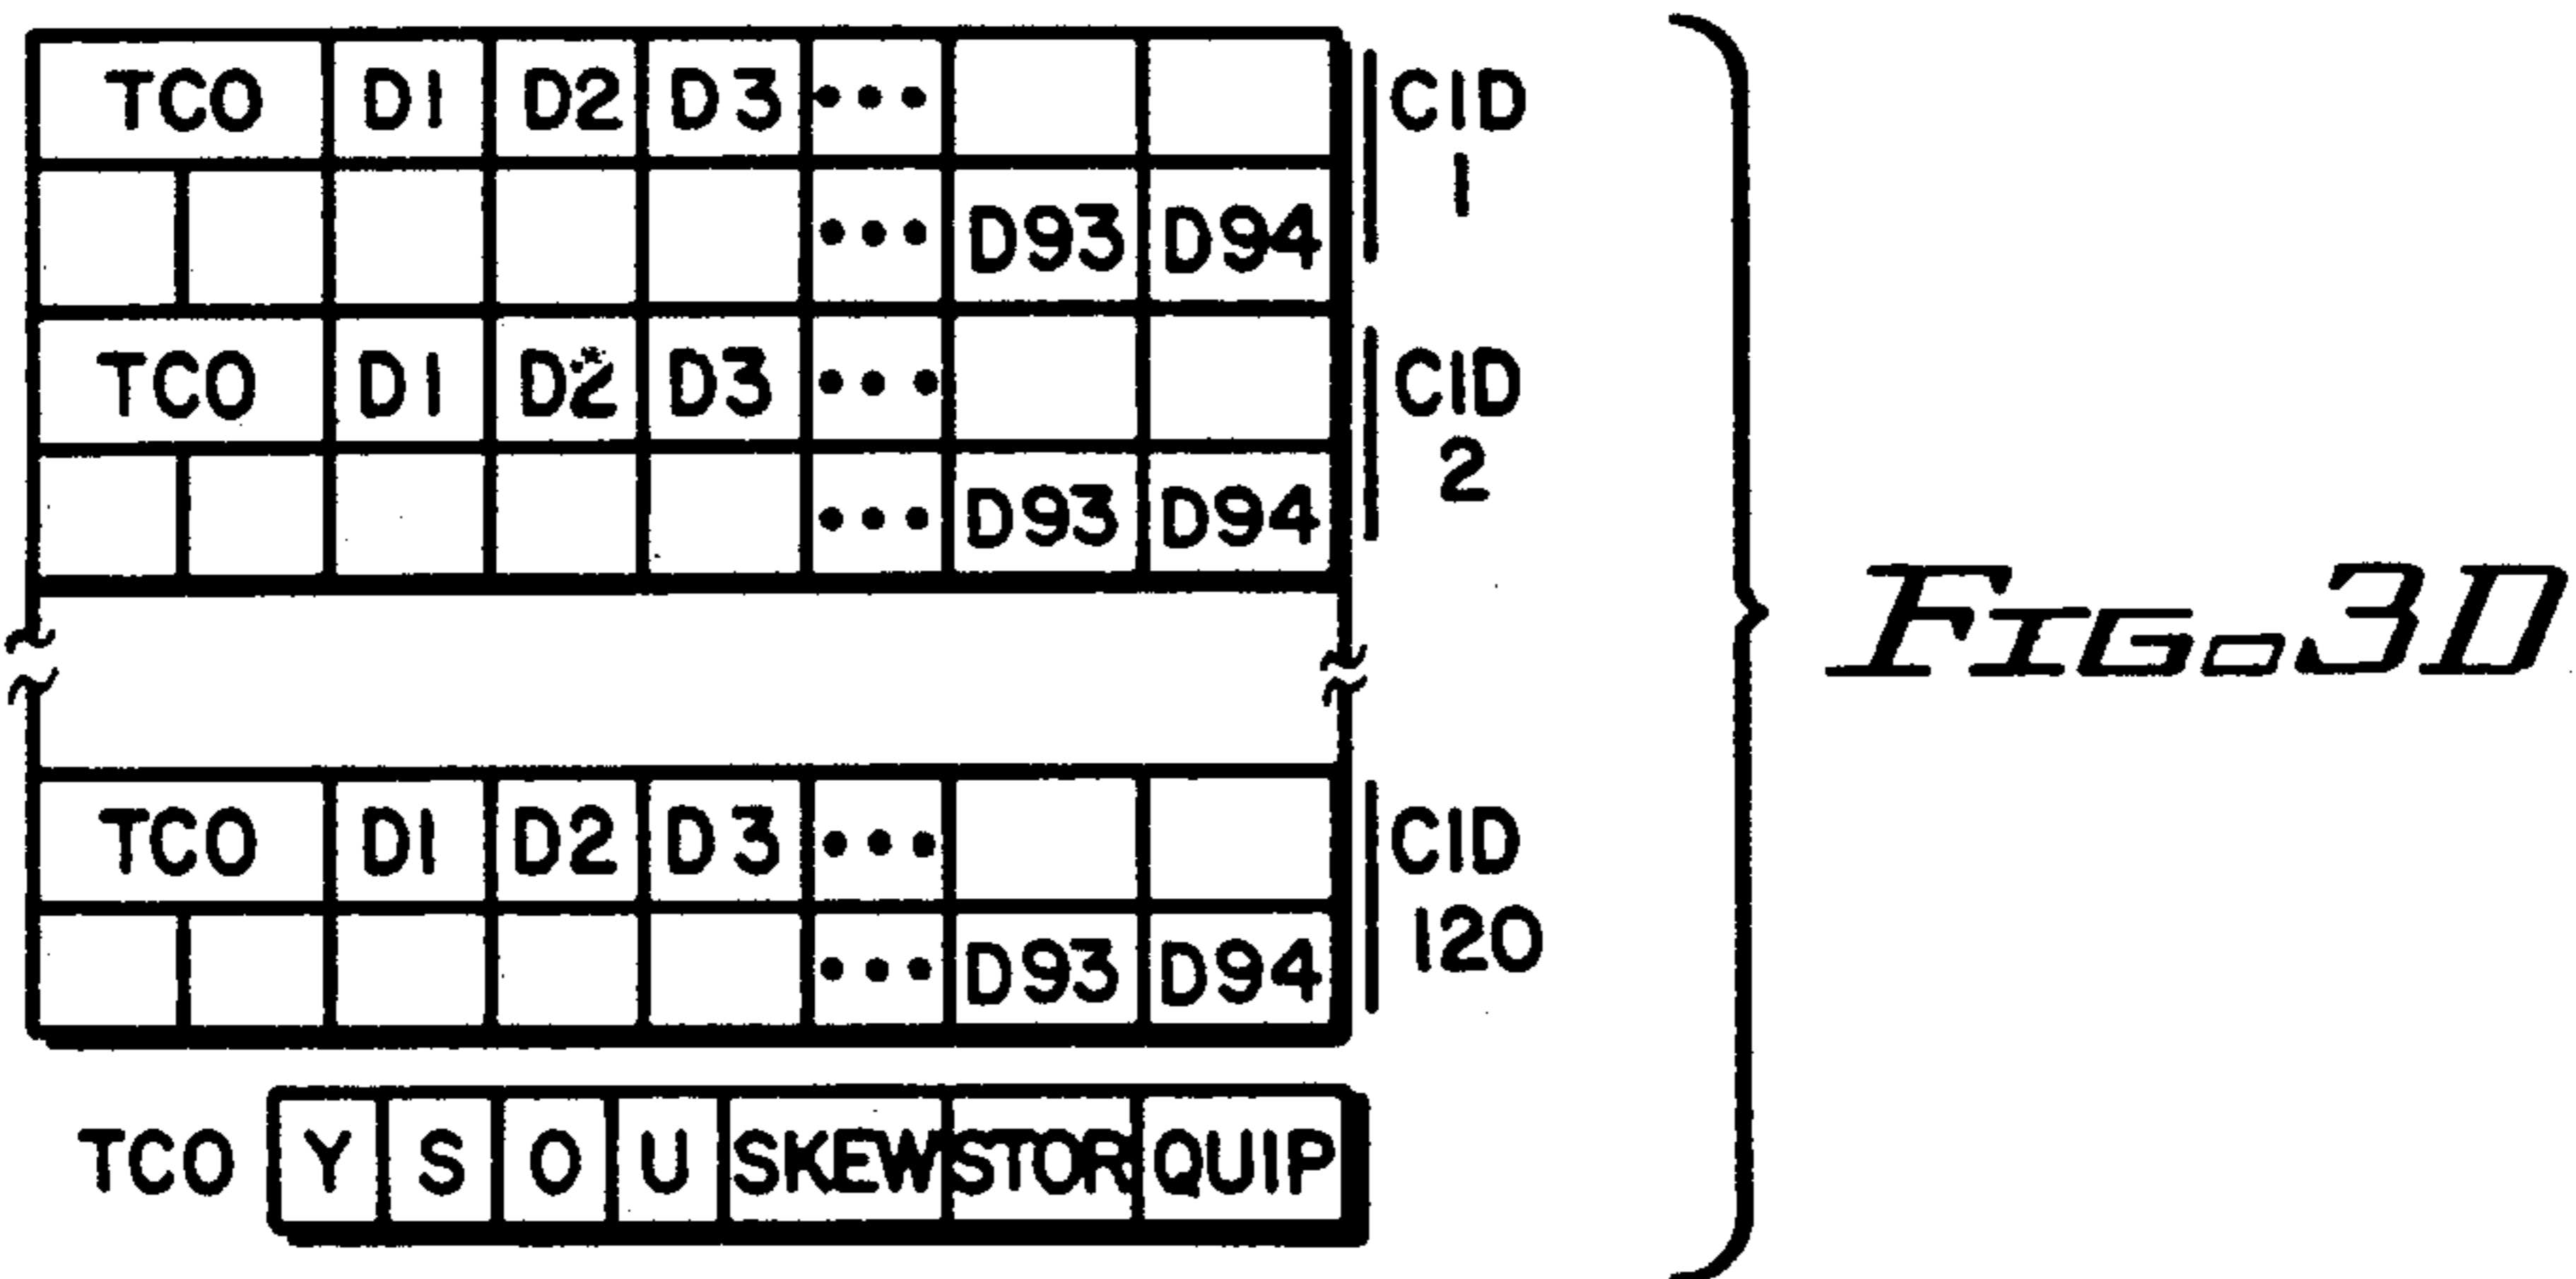 TCO D1 D2 D3 ... CID
... D93 D94 1
TCO D1 D2 D3 ... CID
... D93 D94 2
TCO D1 D2 D3 ... CID
... D93 D94 120
TCO Y S O U SKEW STOR QUIP
FIG. 3D